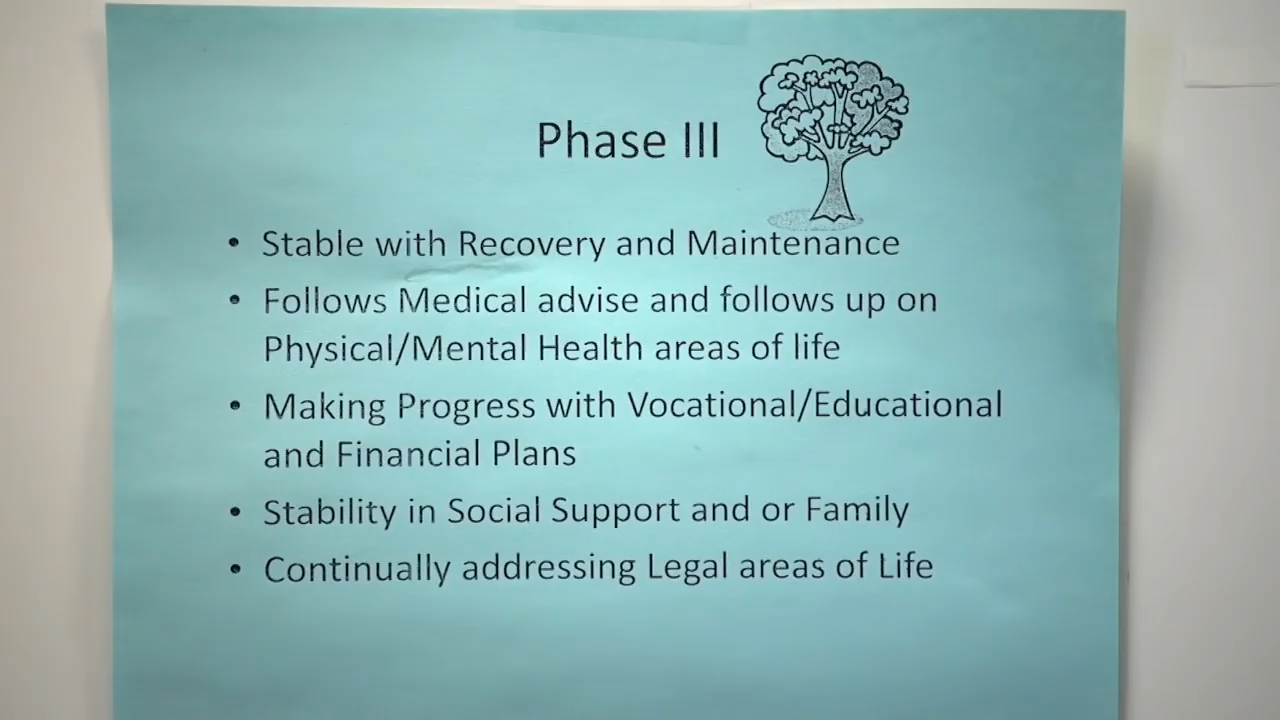 Phase III
• Stable with Recovery and Maintenance
• Follows Medical advise and follows up on
Physical/Mental Health areas of life
• Making Progress with Vocational/Educational
and Financial Plans
• Stability in Social Support and or Family
• Continually addressing Legal areas of Life